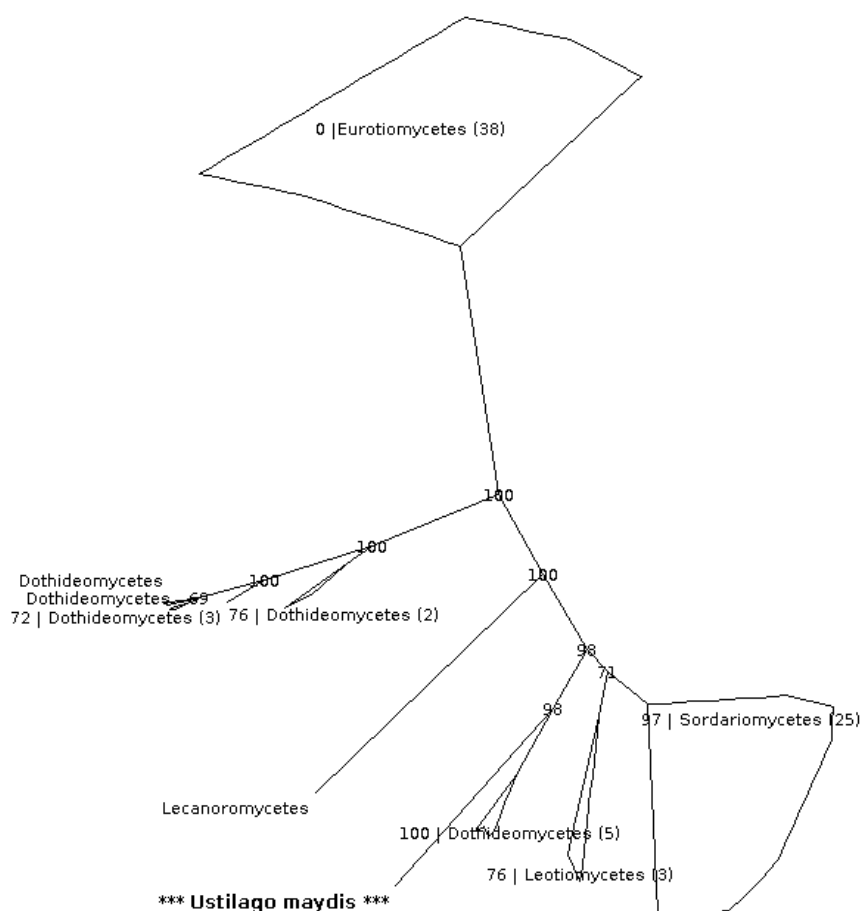 0 |Eurotiomycetes (38)
100
100
100
Dothideomycetes
100
Dothideomycetes 69
72 | Dothideomycetes (3)
76 | Dothideomycetes (2)
98
71
98
97 | Sordariomycetes (25)
Lecanoromycetes
100 | Dothideomycetes (5)
76 | Leotiomycetes (3)
*** Ustilago maydis ***